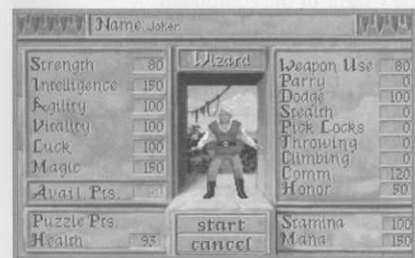 Name Joker
Strength 80
Intelligence 150
Agility 100
Vitality 100
Luck 100
Magic 150
Avail. Pts.
Puzzle Pts.
Health 93
Wizard
start
cancel
Weapon Use 80
Parry 0
Dodge 100
Stealth 0
Pick Locks 0
Throwing 0
Climbing 0
Comm. 120
Honor 50
Stamina 100
Mana 150